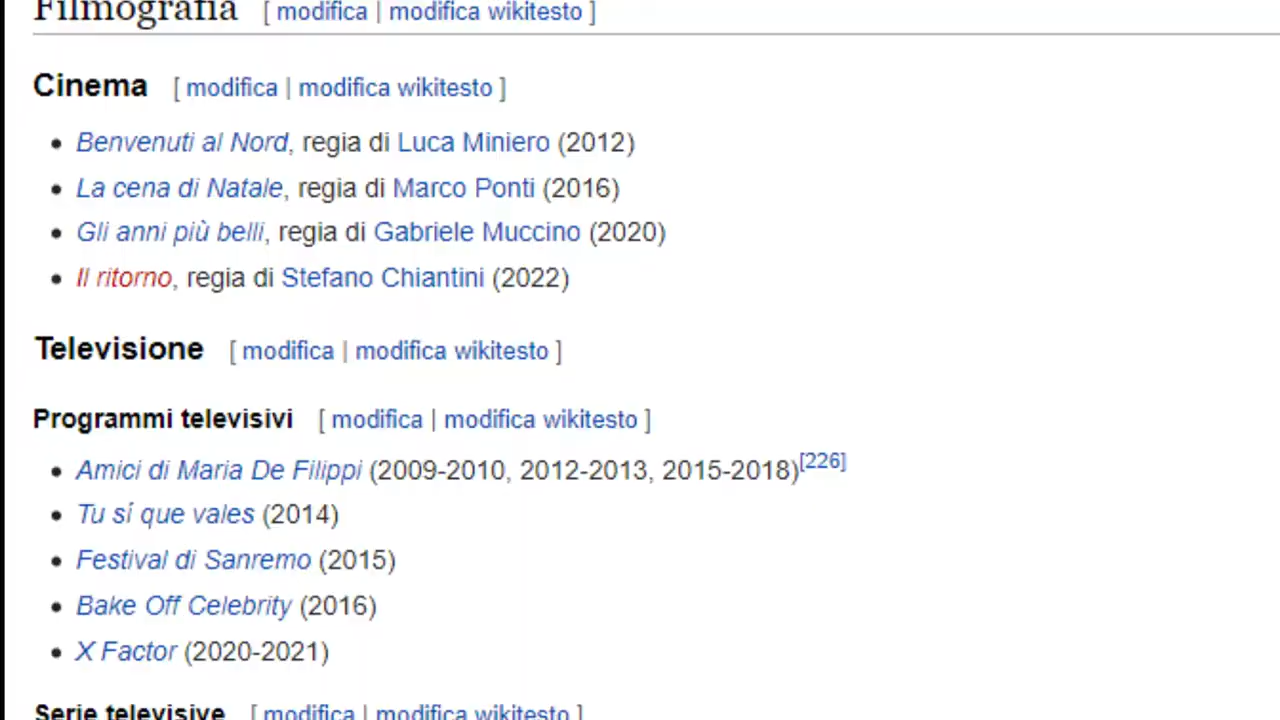 Filmografia [ modifica | modifica wikitesto ]
Cinema [ modifica | modifica wikitesto ]
• Benvenuti al Nord, regia di Luca Miniero (2012)
• La cena di Natale, regia di Marco Ponti (2016)
• Gli anni più belli, regia di Gabriele Muccino (2020)
• Il ritorno, regia di Stefano Chiantini (2022)
Televisione [ modifica | modifica wikitesto ]
Programmi televisivi [ modifica | modifica wikitesto ]
• Amici di Maria De Filippi (2009-2010, 2012-2013, 2015-2018)[226]
• Tu sí que vales (2014)
• Festival di Sanremo (2015)
• Bake Off Celebrity (2016)
• X Factor (2020-2021)
Serie televisive [ modifica | modifica wikitesto ]